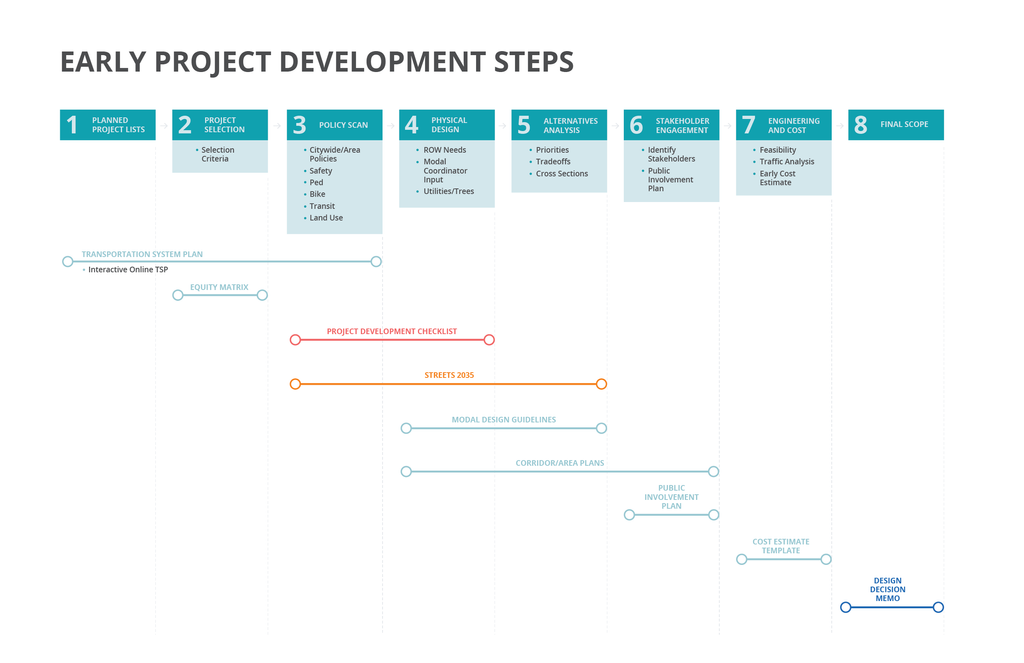 EARLY PROJECT DEVELOPMENT STEPS
1 PLANNED
PROJECT LISTS
2 PROJECT
SELECTION
• Selection
Criteria
3 POLICY SCAN
• Citywide/Area
Policies
• Safety
• Ped
• Bike
• Transit
• Land Use
4 PHYSICAL
DESIGN
• ROW Needs
• Modal
Coordinator
Input
• Utilities/Trees
5 ALTERNATIVES
ANALYSIS
• Priorities
• Tradeoffs
• Cross Sections
6 STAKEHOLDER
ENGAGEMENT
• Identify
Stakeholders
• Public
Involvement
Plan
7 ENGINEERING
AND COST
• Feasibility
• Traffic Analysis
• Early Cost
Estimate
8 FINAL SCOPE
TRANSPORTATION SYSTEM PLAN
• Interactive Online TSP
EQUITY MATRIX
PROJECT DEVELOPMENT CHECKLIST
STREETS 2035
MODAL DESIGN GUIDELINES
CORRIDOR/AREA PLANS
PUBLIC
INVOLVEMENT
PLAN
COST ESTIMATE
TEMPLATE
DESIGN
DECISION
MEMO